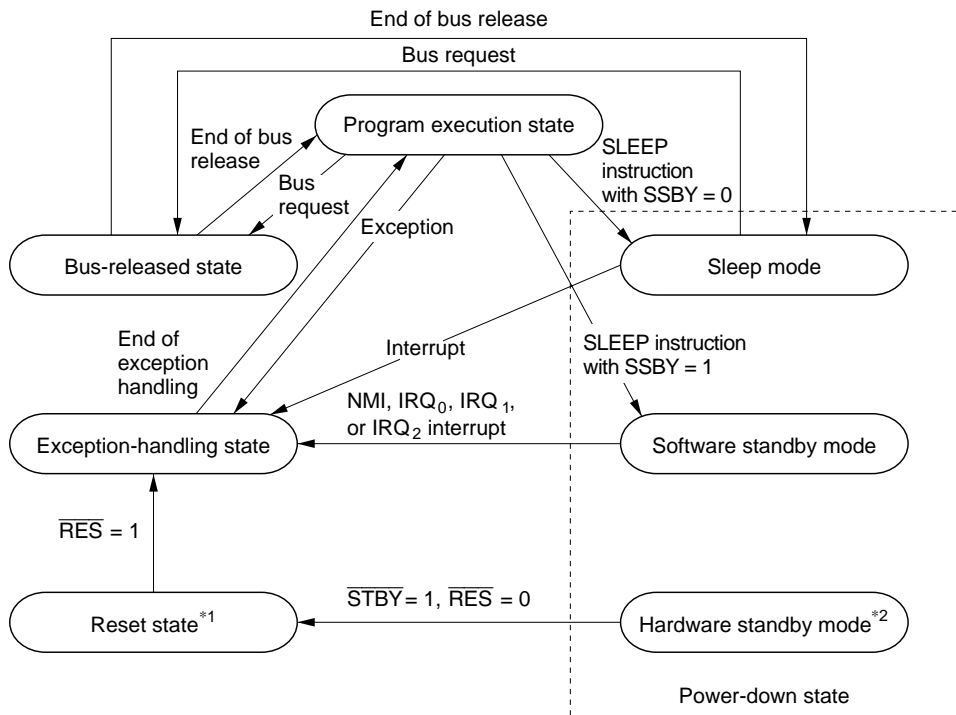 End of bus release
Bus request
Program execution state
End of bus
release
SLEEP
instruction
with SSBY = 0
Bus
request
Exception
Bus-released state
Sleep mode
End of
exception
handling
Interrupt
SLEEP instruction
with SSBY = 1
NMI, IRQ₀, IRQ₁,
or IRQ₂ interrupt
Exception-handling state
Software standby mode
R̅E̅S̅ = 1
S̅T̅B̅Y̅ = 1, R̅E̅S̅ = 0
Reset state*1
Hardware standby mode*2
Power-down state